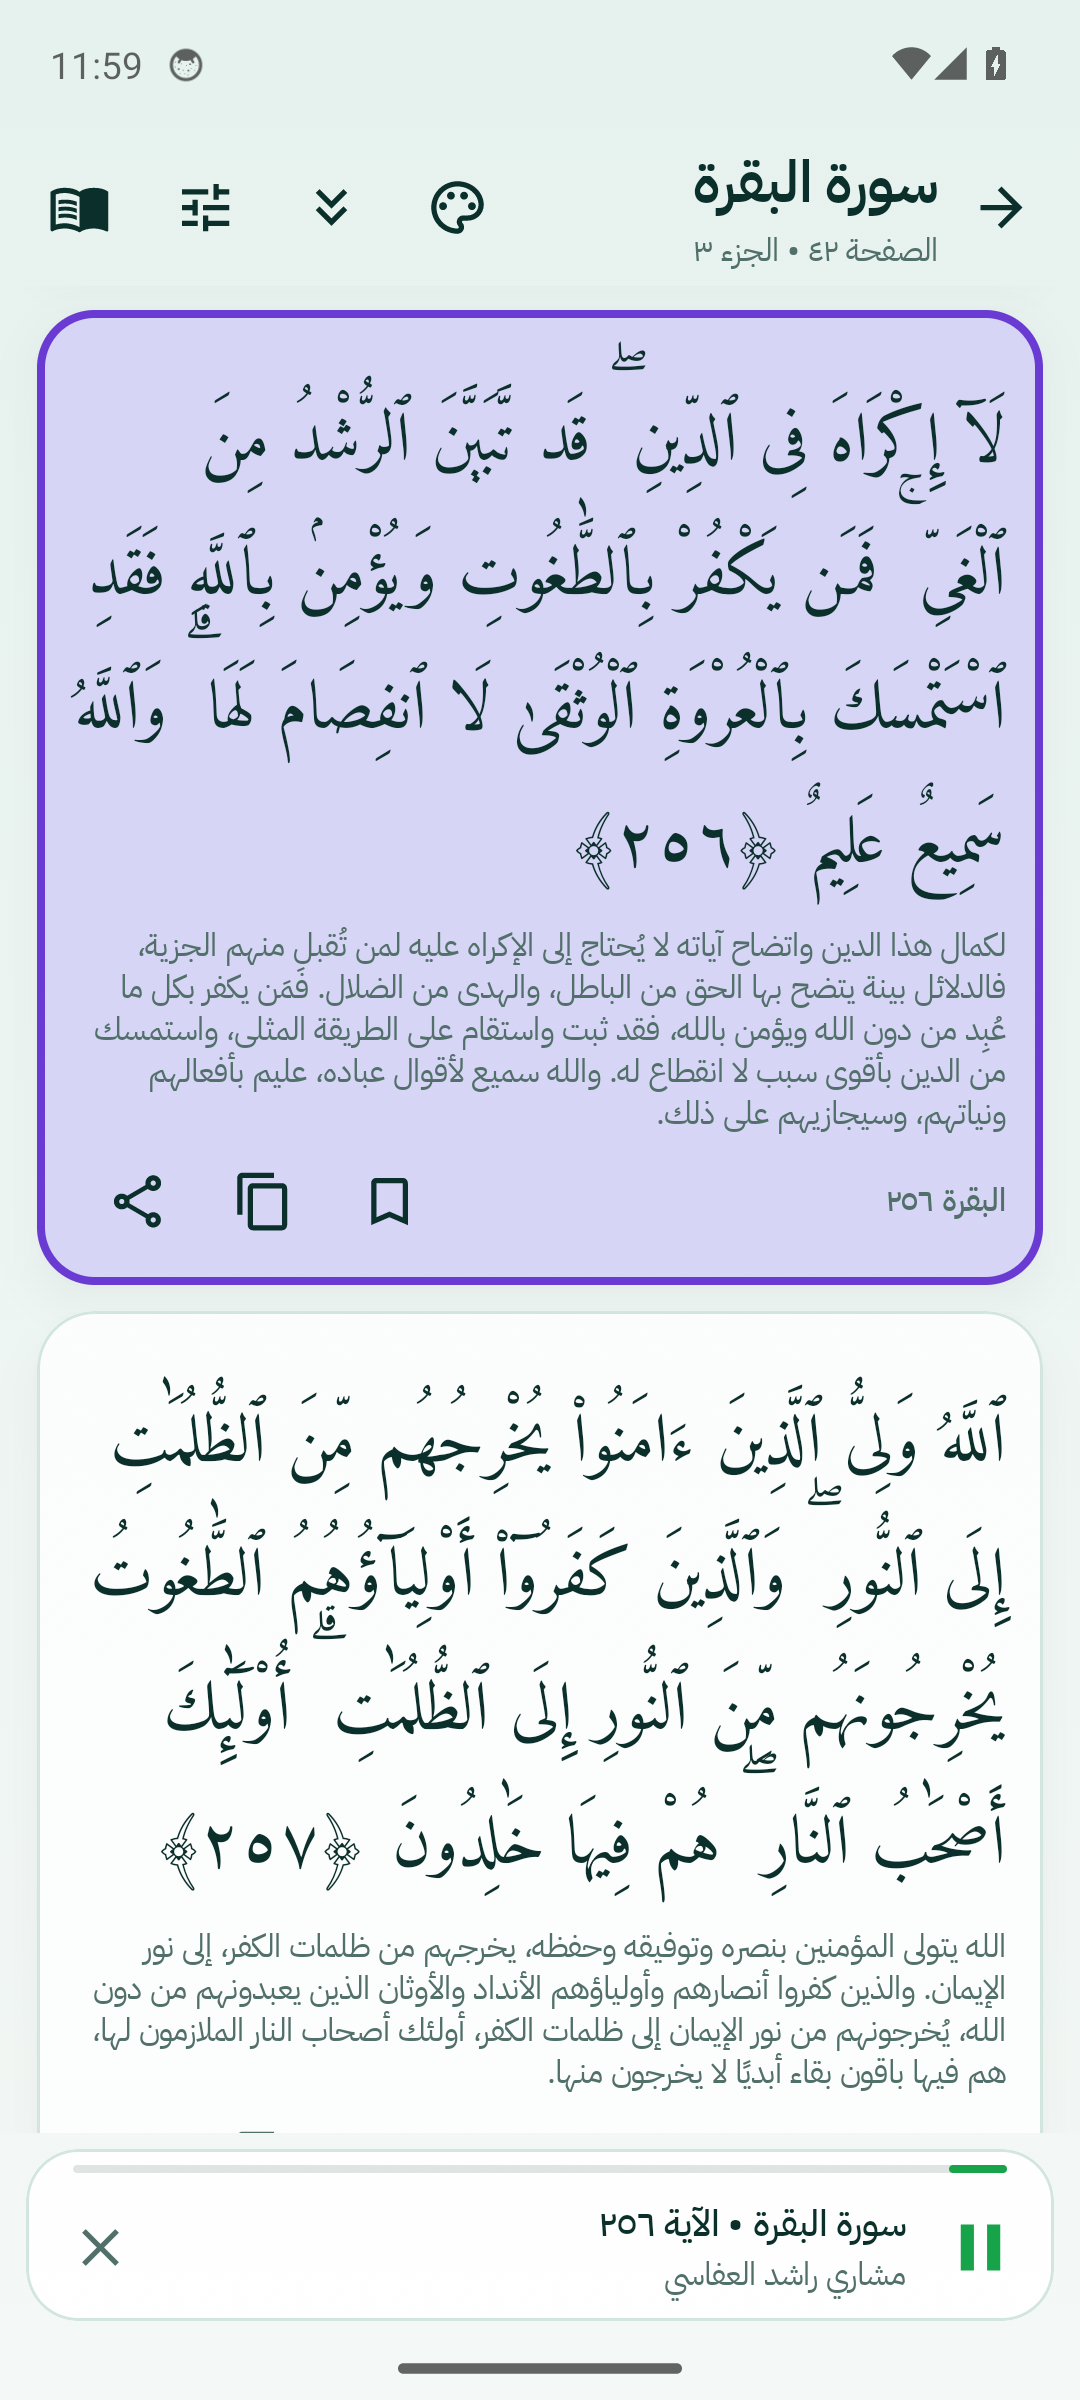 11:59
سورة البقرة
الصفحة ٤٢ • الجزء ٣
لَآ إِكْرَاهَ فِى ٱلدِّينِ ۖ قَد تَّبَيَّنَ ٱلرُّشْدُ مِنَ
ٱلْغَىِّ ۚ فَمَن يَكْفُرْ بِٱلطَّٰغُوتِ وَيُؤْمِنۢ بِٱللَّهِ فَقَدِ
ٱسْتَمْسَكَ بِٱلْعُرْوَةِ ٱلْوُثْقَىٰ لَا ٱنفِصَامَ لَهَا ۗ وَٱللَّهُ
سَمِيعٌ عَلِيمٌ ﴿٢٥٦﴾
لكمال هذا الدين واتضاح آياته لا يُحتاج إلى الإكراه عليه لمن تُقبل منهم الجزية،
فالدلائل بينة يتضح بها الحق من الباطل، والهدى من الضلال. فَمَن يكفر بكل ما
عُبِد من دون الله ويؤمن بالله، فقد ثبت واستقام على الطريقة المثلى، واستمسك
من الدين بأقوى سبب لا انقطاع له. والله سميع لأقوال عباده، عليم بأفعالهم
ونياتهم، وسيجازيهم على ذلك.
البقرة ٢٥٦
ٱللَّهُ وَلِىُّ ٱلَّذِينَ ءَامَنُوا۟ يُخْرِجُهُم مِّنَ ٱلظُّلُمَٰتِ
إِلَى ٱلنُّورِ ۖ وَٱلَّذِينَ كَفَرُوٓا۟ أَوْلِيَآؤُهُمُ ٱلطَّٰغُوتُ
يُخْرِجُونَهُم مِّنَ ٱلنُّورِ إِلَى ٱلظُّلُمَٰتِ ۗ أُو۟لَٰٓئِكَ
أَصْحَٰبُ ٱلنَّارِ ۖ هُمْ فِيهَا خَٰلِدُونَ ﴿٢٥٧﴾
الله يتولى المؤمنين بنصره وتوفيقه وحفظه، يخرجهم من ظلمات الكفر، إلى نور
الإيمان. والذين كفروا أنصارهم وأولياؤهم الأنداد والأوثان الذين يعبدونهم من دون
الله، يُخرجونهم من نور الإيمان إلى ظلمات الكفر، أولئك أصحاب النار الملازمون لها،
هم فيها باقون بقاء أبديًا لا يخرجون منها.
سورة البقرة • الآية ٢٥٦
مشاري راشد العفاسي